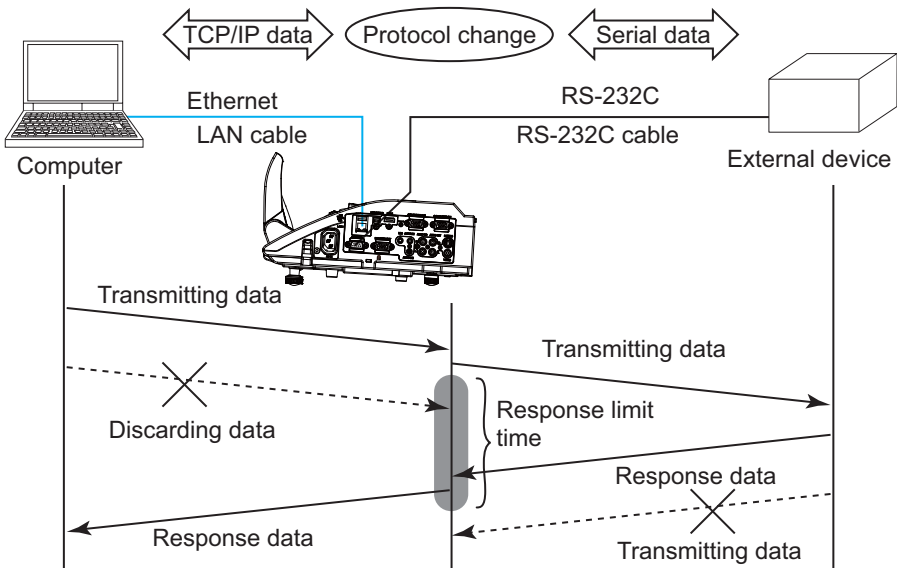 TCP/IP data
Protocol change
Serial data
Ethernet
RS-232C
LAN cable
RS-232C cable
Computer
External device
Transmitting data
Transmitting data
Discarding data
Response limit
time
Response data
Response data
Transmitting data